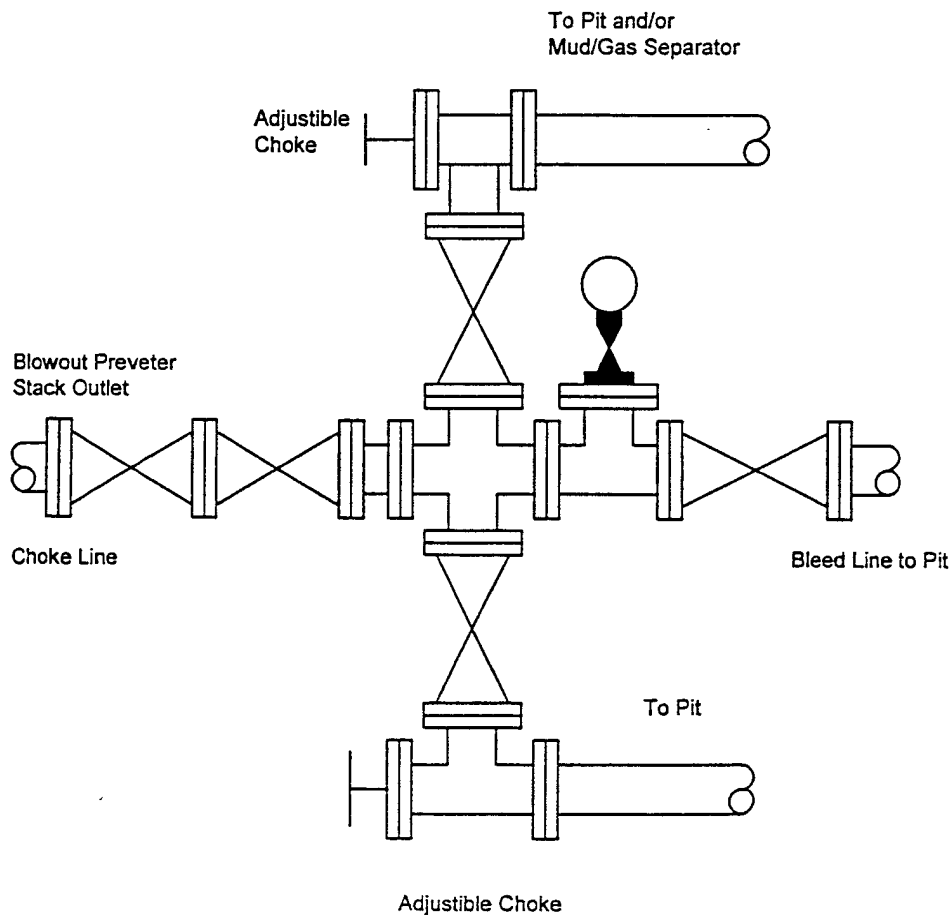 To Pit and/or
Mud/Gas Separator
Adjustible
Choke
Blowout Preveter
Stack Outlet
Choke Line
Bleed Line to Pit
To Pit
Adjustible Choke